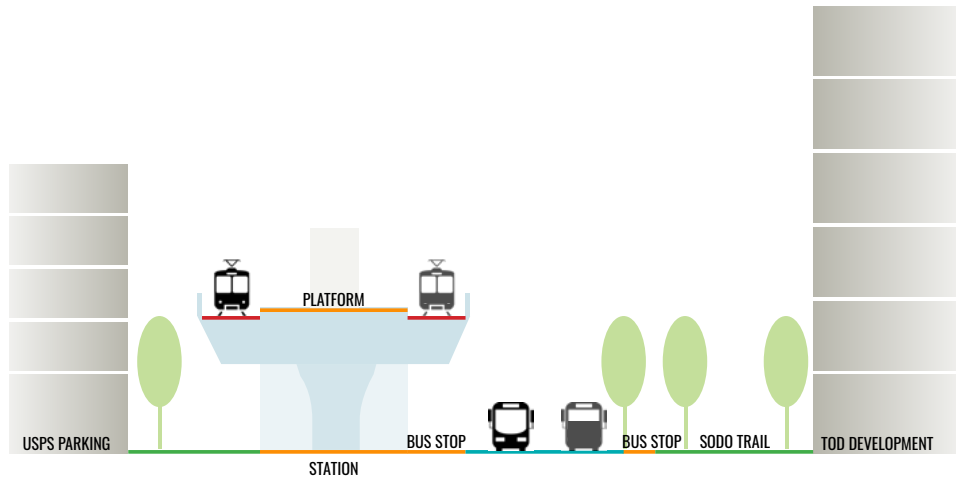 PLATFORM
USPS PARKING
BUS STOP
BUS STOP
SODO TRAIL
TOD DEVELOPMENT
STATION